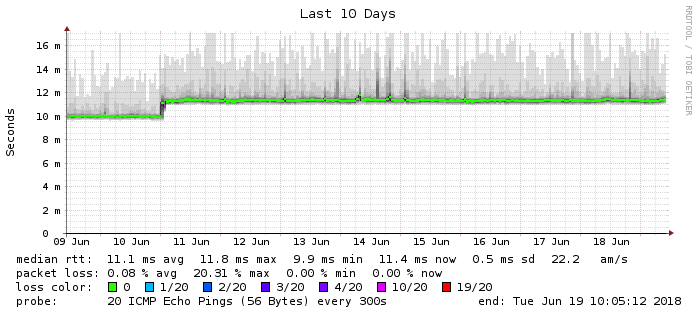 Last 10 Days
RRDTOOL / TOBI OETIKER
Seconds
16 m
14 m
12 m
10 m
8 m
6 m
4 m
2 m
0
09 Jun 10 Jun 11 Jun 12 Jun 13 Jun 14 Jun 15 Jun 16 Jun 17 Jun 18 Jun
median rtt: 11.1 ms avg 11.8 ms max 9.9 ms min 11.4 ms now 0.5 ms sd 22.2 am/s
packet loss: 0.08 % avg 20.31 % max 0.00 % min 0.00 % now
loss color: 0 1/20 2/20 3/20 4/20 10/20 19/20
probe: 20 ICMP Echo Pings (56 Bytes) every 300s end: Tue Jun 19 10:05:12 2018